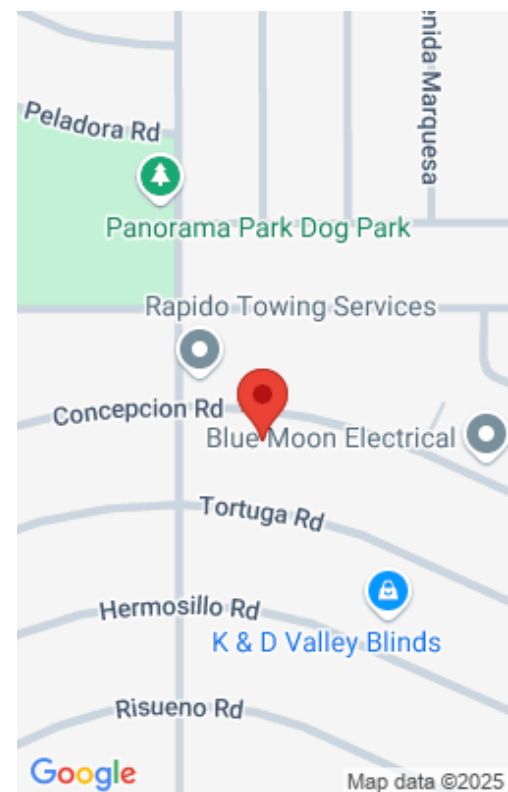 enida Marquesa
Peladora Rd
Panorama Park Dog Park
Rapido Towing Services
Concepcion Rd
Blue Moon Electrical
Tortuga Rd
Hermosillo Rd
K & D Valley Blinds
Risueno Rd
Google
Map data ©2025